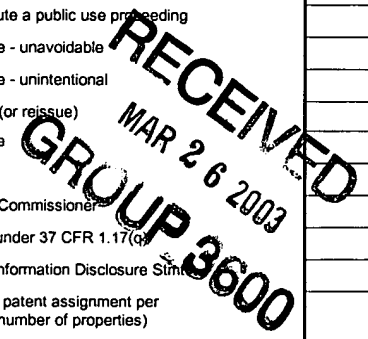 ute a public use proceeding
e - unavoidable
e - unintentional
(or reissue)
e
Commissioner
under 37 CFR 1.17(q)
nformation Disclosure Stmt
patent assignment per
number of properties)
RECEIVED
MAR 26 2003
GROUP 3600